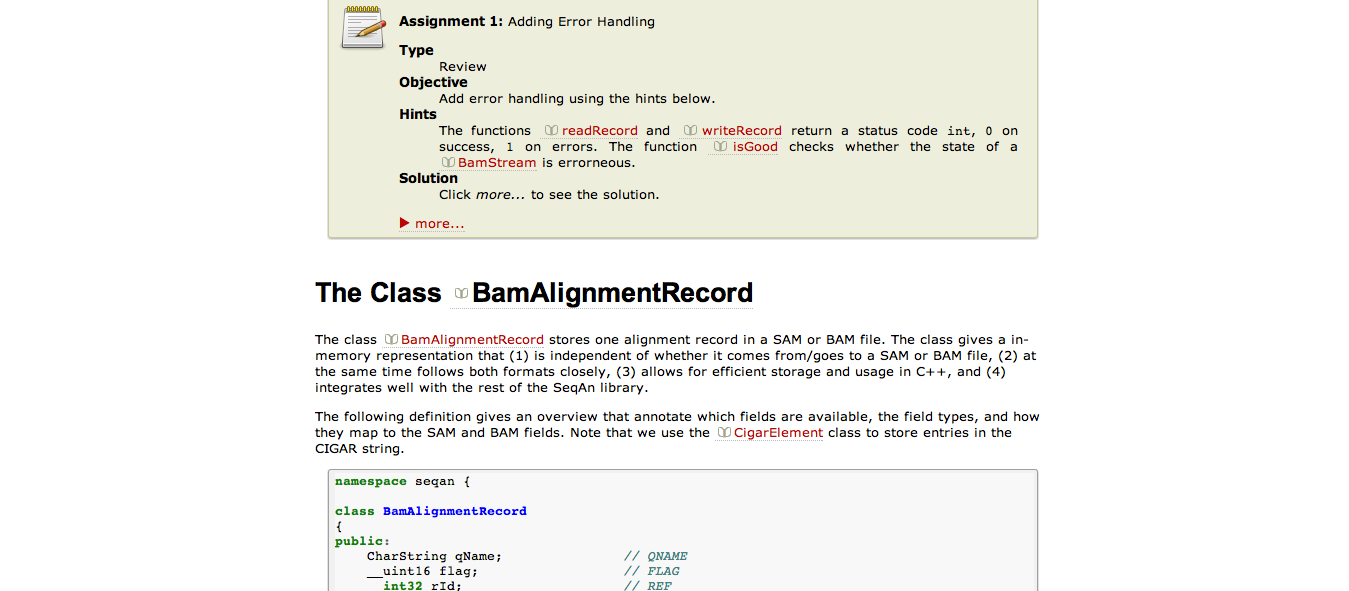 Assignment 1: Adding Error Handling
Type
Review
Objective
Add error handling using the hints below.
Hints
The functions readRecord and writeRecord return a status code int, 0 on
success, 1 on errors. The function isGood checks whether the state of a
BamStream is errorneous.
Solution
Click more... to see the solution.
more...
The Class BamAlignmentRecord
The class BamAlignmentRecord stores one alignment record in a SAM or BAM file. The class gives a in-
memory representation that (1) is independent of whether it comes from/goes to a SAM or BAM file, (2) at
the same time follows both formats closely, (3) allows for efficient storage and usage in C++, and (4)
integrates well with the rest of the SeqAn library.
The following definition gives an overview that annotate which fields are available, the field types, and how
they map to the SAM and BAM fields. Note that we use the CigarElement class to store entries in the
CIGAR string.
namespace seqan {
class BamAlignmentRecord
{
public:
CharString qName; // QNAME
__uint16 flag; // FLAG
int32 rId; // REF